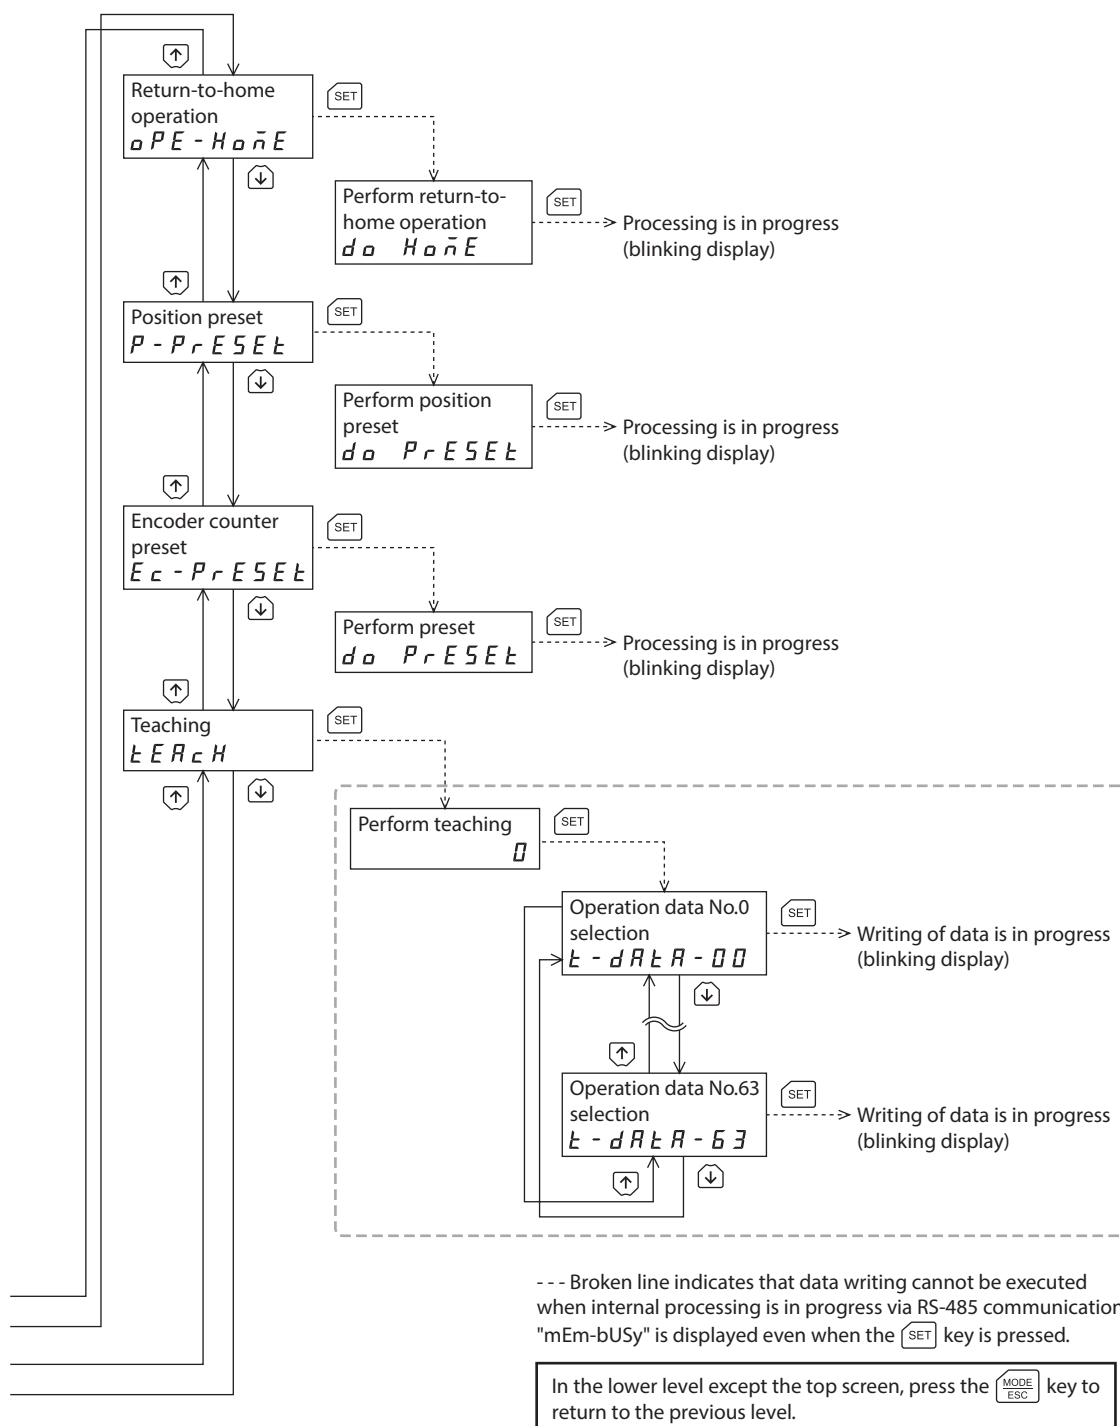 Return-to-home
operation
oPE-HomE
SET
Perform return-to-
home operation
do HomE
SET
Processing is in progress
(blinking display)
Position preset
P-PrESEt
SET
Perform position
preset
do PrESEt
SET
Processing is in progress
(blinking display)
Encoder counter
preset
Ec-PrESEt
SET
Perform preset
do PrESEt
SET
Processing is in progress
(blinking display)
Teaching
tEAcH
SET
Perform teaching
0
SET
Operation data No.0
selection
t-dAtA-00
SET
Writing of data is in progress
(blinking display)
Operation data No.63
selection
t-dAtA-63
SET
Writing of data is in progress
(blinking display)
- - - Broken line indicates that data writing cannot be executed
when internal processing is in progress via RS-485 communication
"mEm-bUSy" is displayed even when the SET key is pressed.
In the lower level except the top screen, press the MODE ESC key to
return to the previous level.